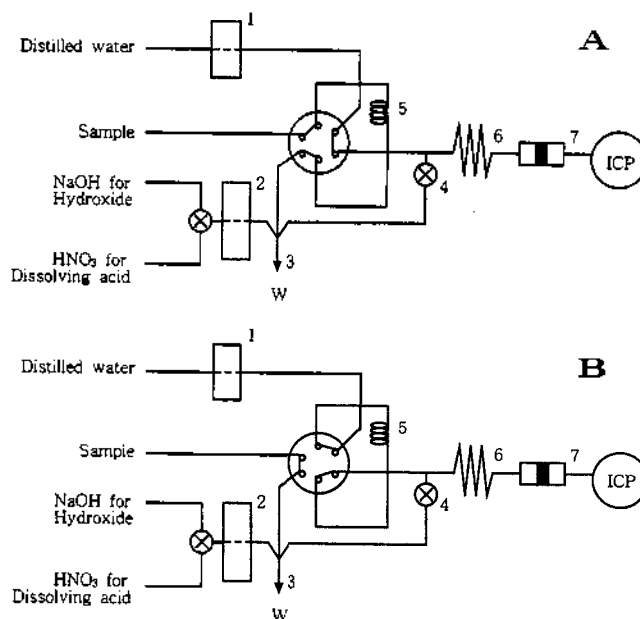 A
1
Distilled water
5
Sample
6
7
ICP
NaOH for
Hydroxide
2
4
HNO₃ for
Dissolving acid
3
W
B
1
Distilled water
5
Sample
6
7
ICP
NaOH for
Hydroxide
2
4
HNO₃ for
Dissolving acid
3
W